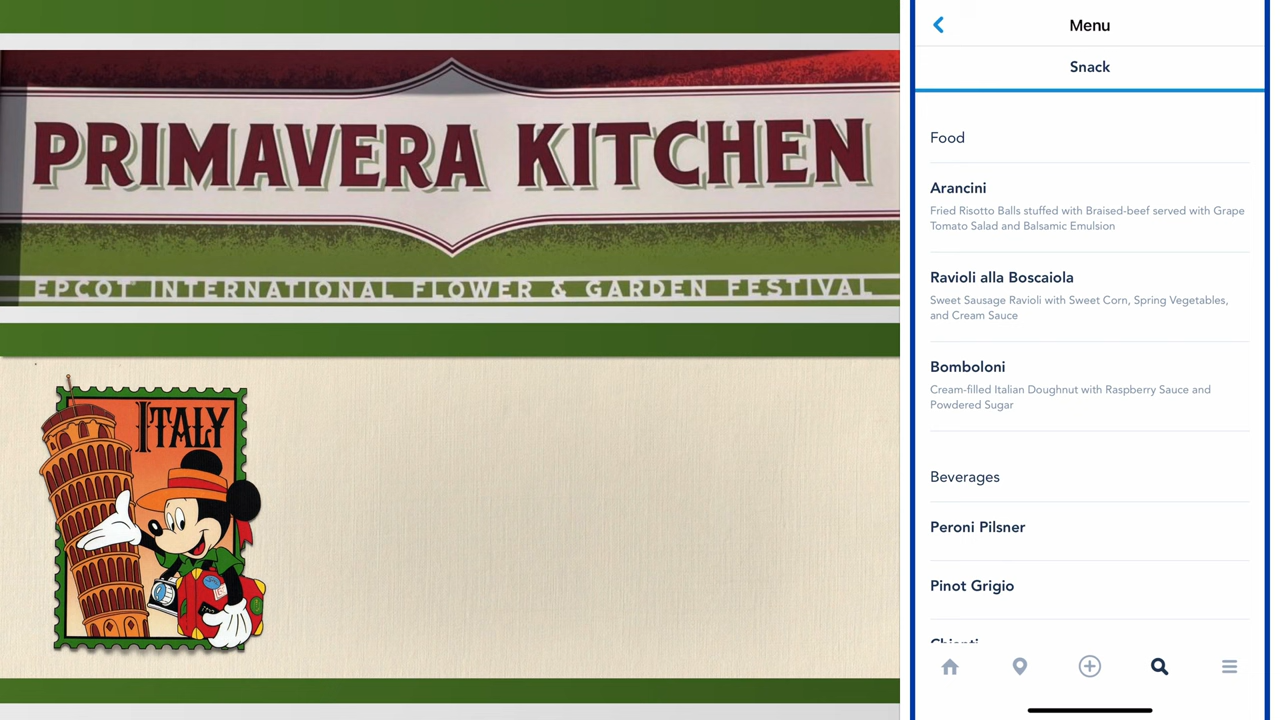 PRIMAVERA KITCHEN
EPCOT INTERNATIONAL FLOWER & GARDEN FESTIVAL
ITALY
Menu
Snack
Food
Arancini
Fried Risotto Balls stuffed with Braised-beef served with Grape
Tomato Salad and Balsamic Emulsion
Ravioli alla Boscaiola
Sweet Sausage Ravioli with Sweet Corn, Spring Vegetables,
and Cream Sauce
Bomboloni
Cream-filled Italian Doughnut with Raspberry Sauce and
Powdered Sugar
Beverages
Peroni Pilsner
Pinot Grigio
Chianti